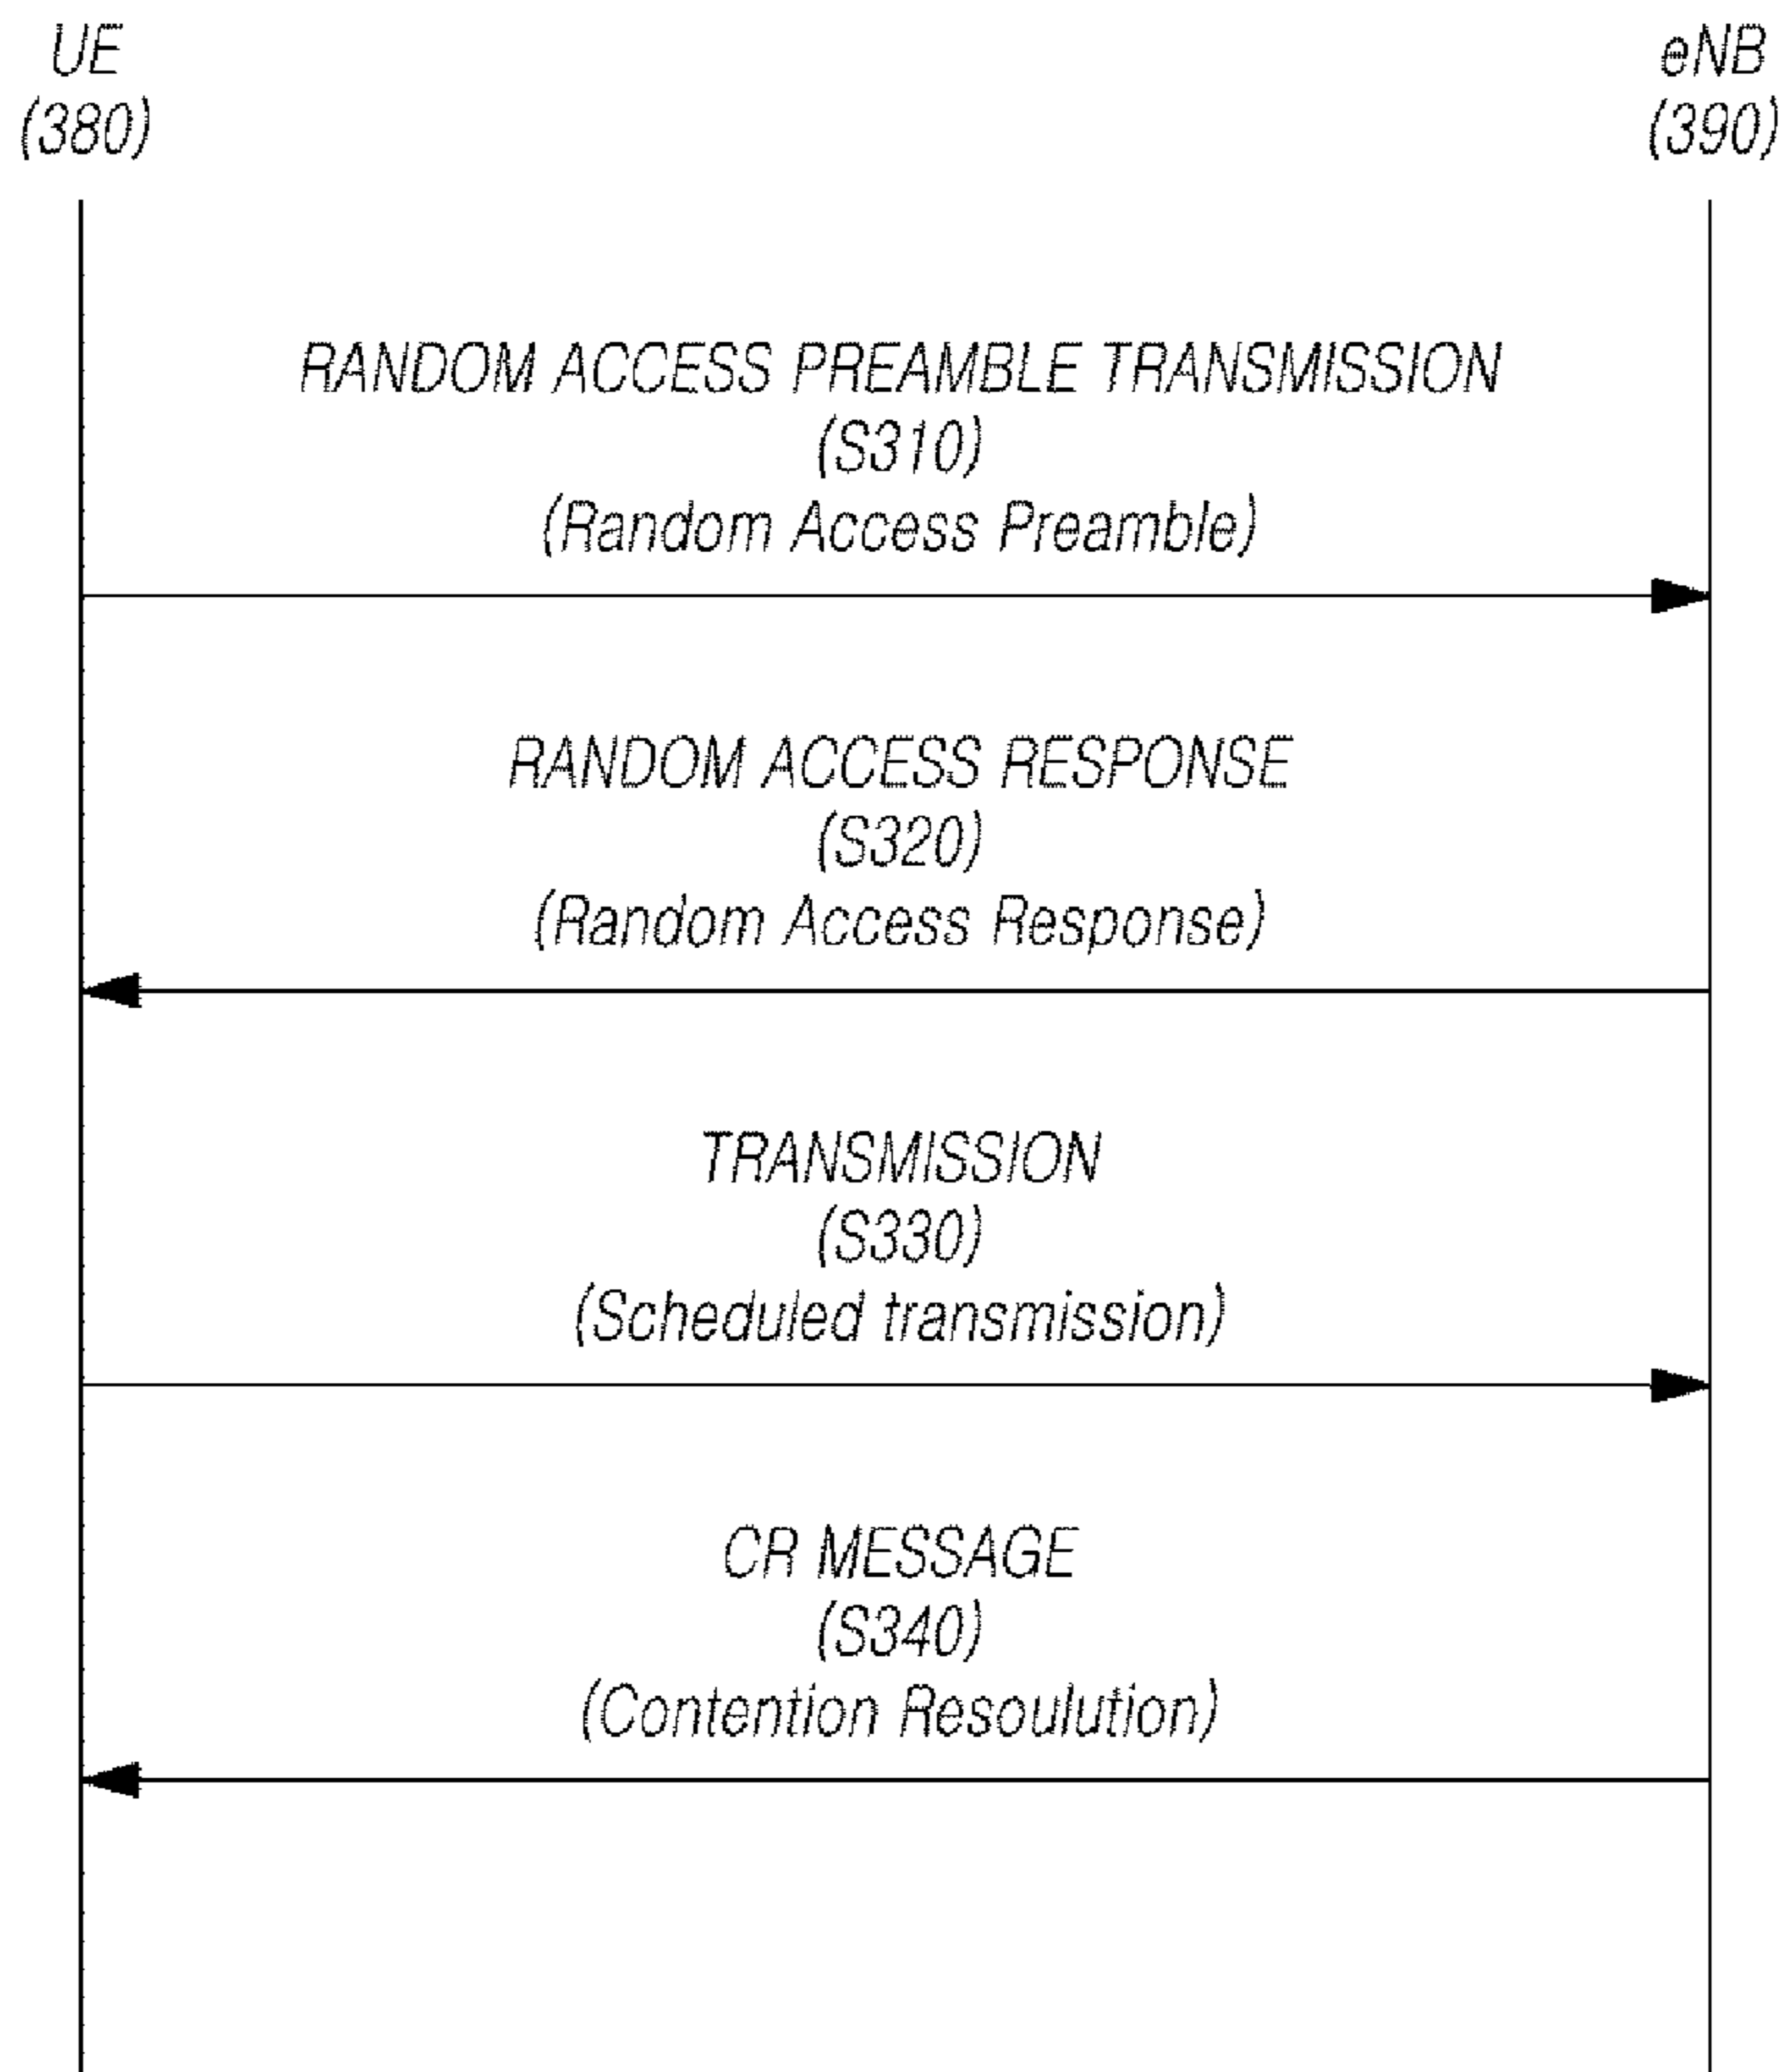 UE
(380)
eNB
(390)
RANDOM ACCESS PREAMBLE TRANSMISSION
(S310)
(Random Access Preamble)
RANDOM ACCESS RESPONSE
(S320)
(Random Access Response)
TRANSMISSION
(S330)
(Scheduled transmission)
CR MESSAGE
(S340)
(Contention Resoulution)